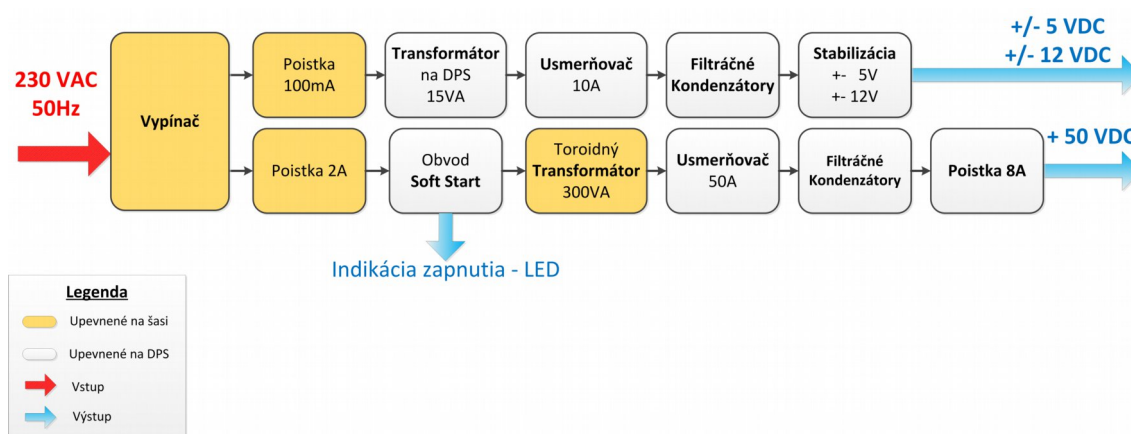 230 VAC
50Hz
Vypínač
Poistka
100mA
Transformátor
na DPS
15VA
Usmerňovač
10A
Filtráčné
Kondenzátory
Stabilizácia
+- 5V
+- 12V
+/- 5 VDC
+/- 12 VDC
Poistka 2A
Obvod
Soft Start
Toroidný
Transformátor
300VA
Usmerňovač
50A
Filtráčné
Kondenzátory
Poistka 8A
+ 50 VDC
Indikácia zapnutia - LED
Legenda
Upevnené na šasi
Upevnené na DPS
Vstup
Výstup